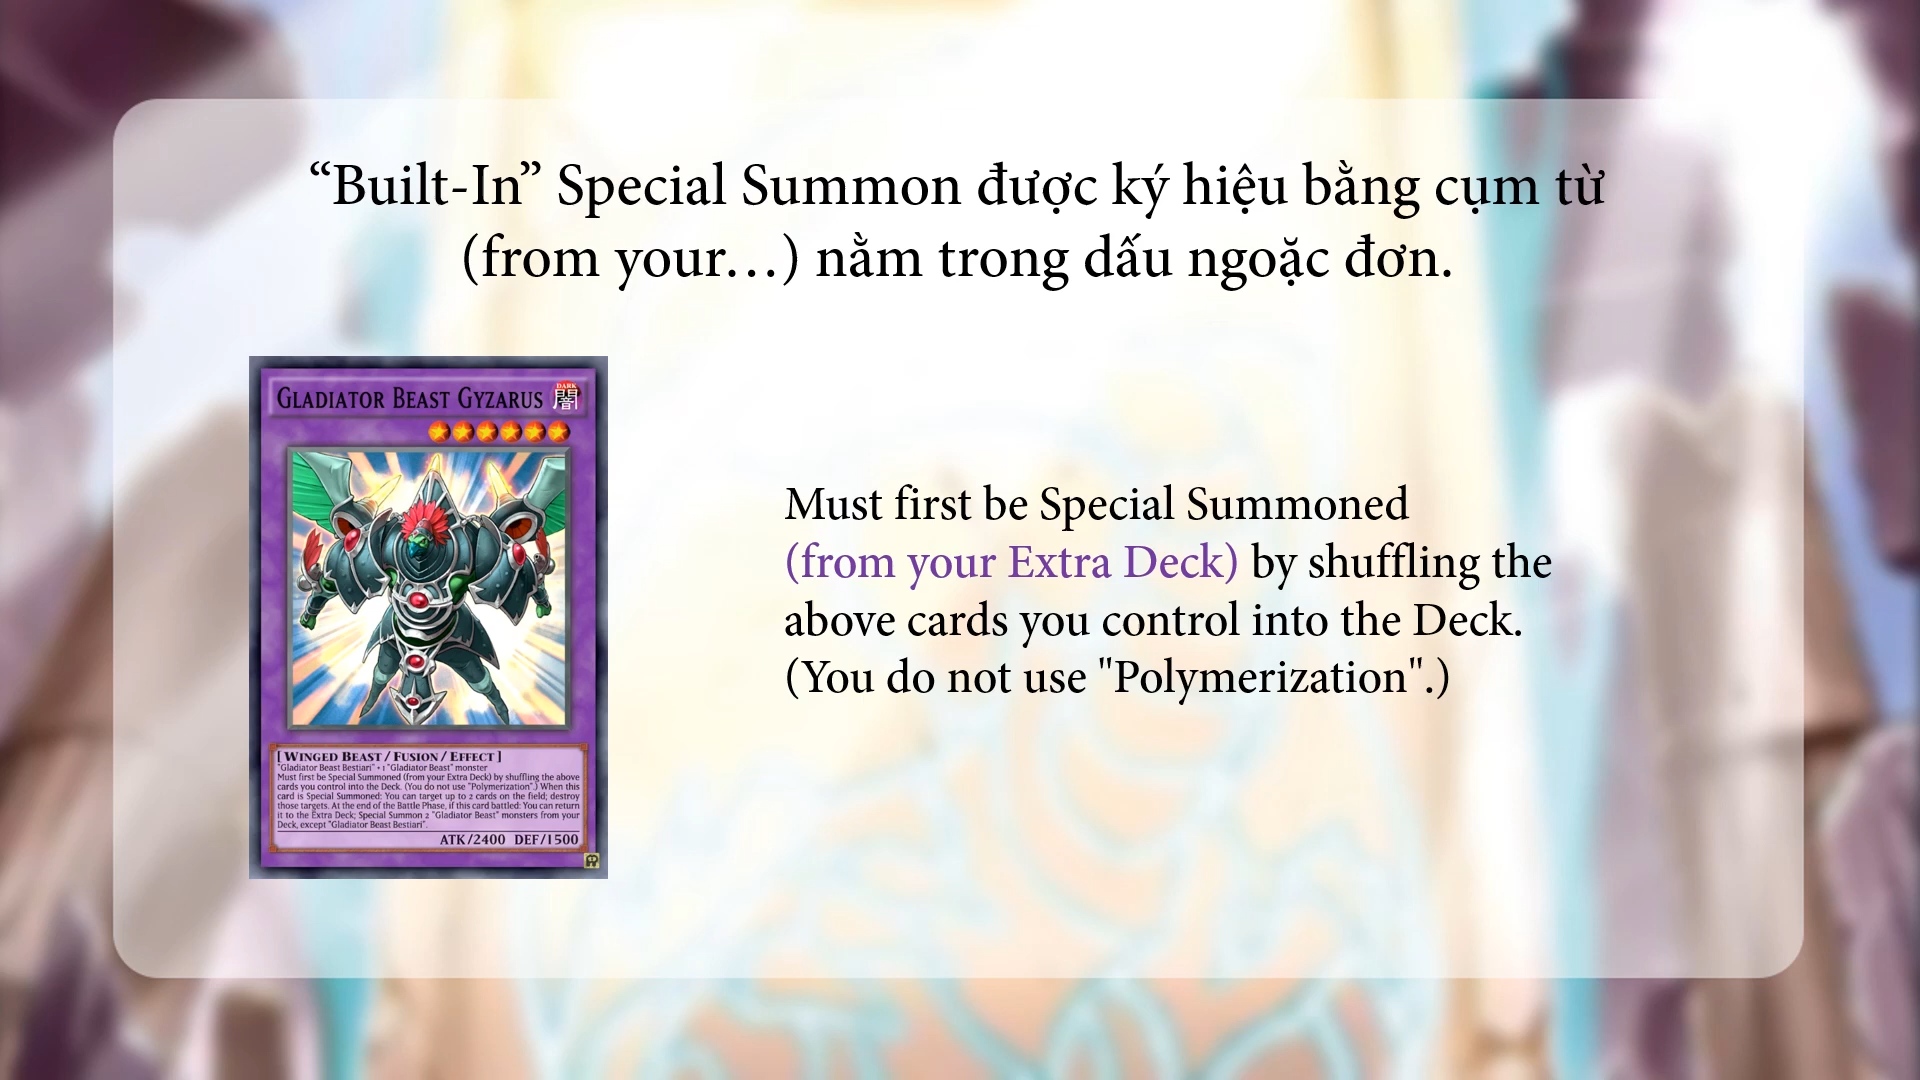 “Built-In” Special Summon được ký hiệu bằng cụm từ
(from your…) nằm trong dấu ngoặc đơn.
GLADIATOR BEAST GYZARUS
DARK
闇
[ WINGED BEAST / FUSION / EFFECT ]
"Gladiator Beast Bestiari" + 1 "Gladiator Beast" monster
Must first be Special Summoned (from your Extra Deck) by shuffling the above
cards you control into the Deck. (You do not use "Polymerization".) When this
card is Special Summoned: You can target up to 2 cards on the field; destroy
those targets. At the end of the Battle Phase, if this card battled: You can return
it to the Extra Deck; Special Summon 2 "Gladiator Beast" monsters from your
Deck, except "Gladiator Beast Bestiari".
ATK/2400 DEF/1500
R
Must first be Special Summoned
(from your Extra Deck) by shuffling the
above cards you control into the Deck.
(You do not use "Polymerization".)